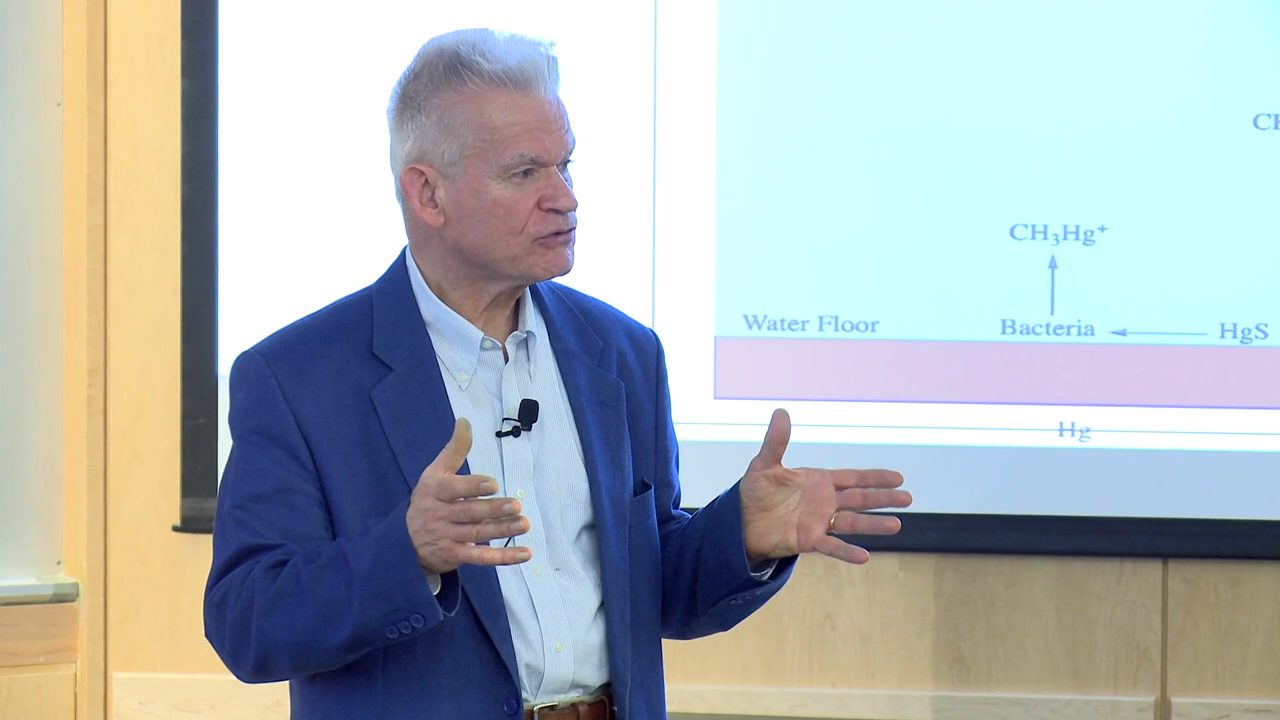 CH₃Hg⁺
Water Floor
Bacteria
HgS
Hg